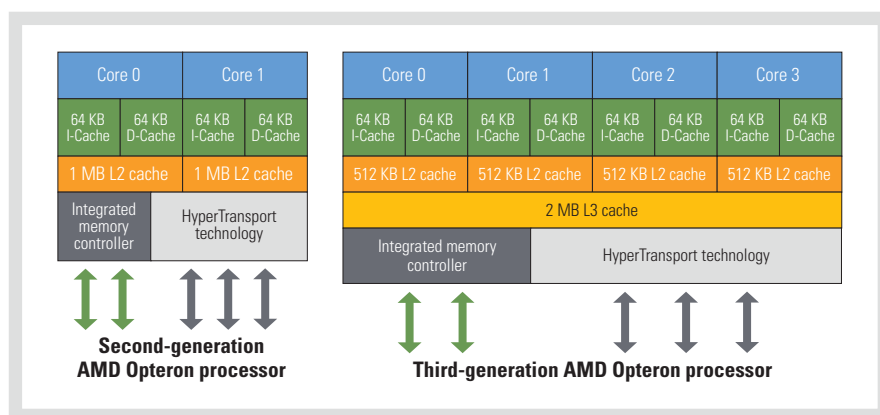 Core 0
Core 1
64 KB
I-Cache
64 KB
D-Cache
64 KB
I-Cache
64 KB
D-Cache
1 MB L2 cache
1 MB L2 cache
Integrated
memory
controller
HyperTransport
technology
Second-generation
AMD Opteron processor
Core 0
Core 1
Core 2
Core 3
64 KB
I-Cache
64 KB
D-Cache
64 KB
I-Cache
64 KB
D-Cache
64 KB
I-Cache
64 KB
D-Cache
64 KB
I-Cache
64 KB
D-Cache
512 KB L2 cache
512 KB L2 cache
512 KB L2 cache
512 KB L2 cache
2 MB L3 cache
Integrated memory
controller
HyperTransport technology
Third-generation AMD Opteron processor